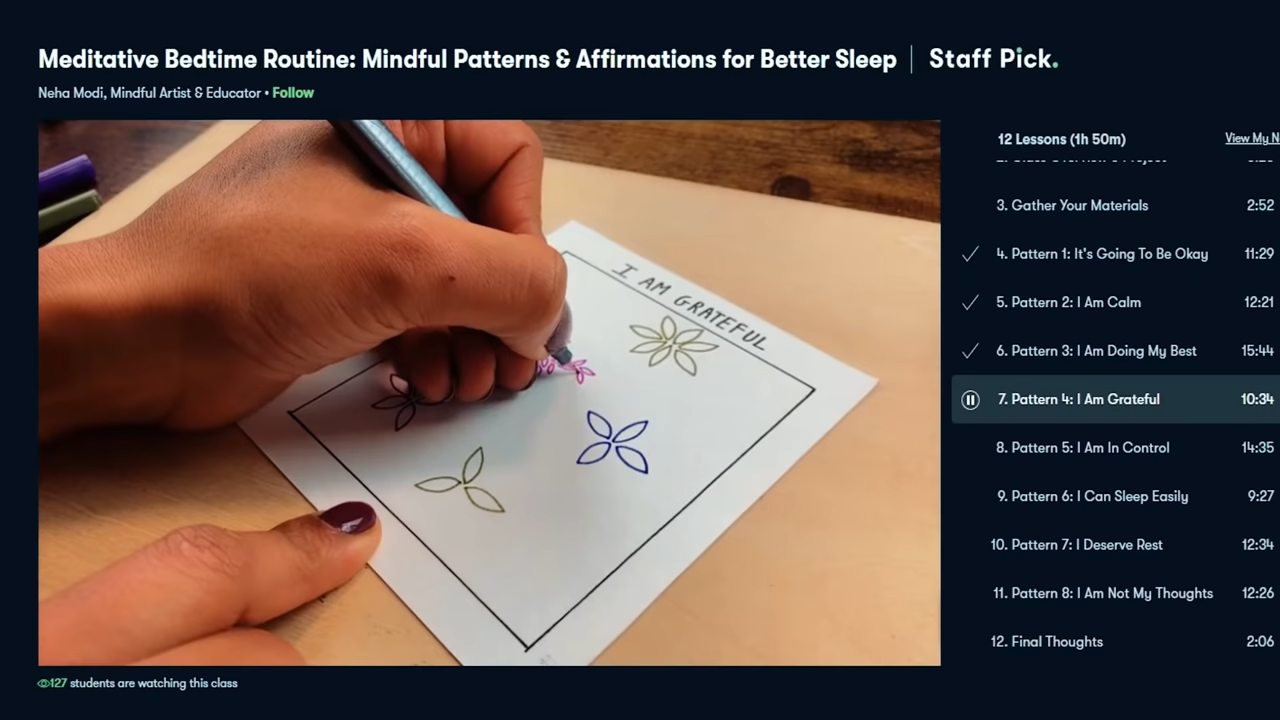 Meditative Bedtime Routine: Mindful Patterns & Affirmations for Better Sleep | Staff Pick.
Neha Modi, Mindful Artist & Educator • Follow
I AM GRATEFUL
12 Lessons (1h 50m) View My N
3. Gather Your Materials 2:52
4. Pattern 1: It's Going To Be Okay 11:29
5. Pattern 2: I Am Calm 12:21
6. Pattern 3: I Am Doing My Best 15:44
7. Pattern 4: I Am Grateful 10:34
8. Pattern 5: I Am In Control 14:35
9. Pattern 6: I Can Sleep Easily 9:27
10. Pattern 7: I Deserve Rest 12:34
11. Pattern 8: I Am Not My Thoughts 12:26
12. Final Thoughts 2:06
127 students are watching this class